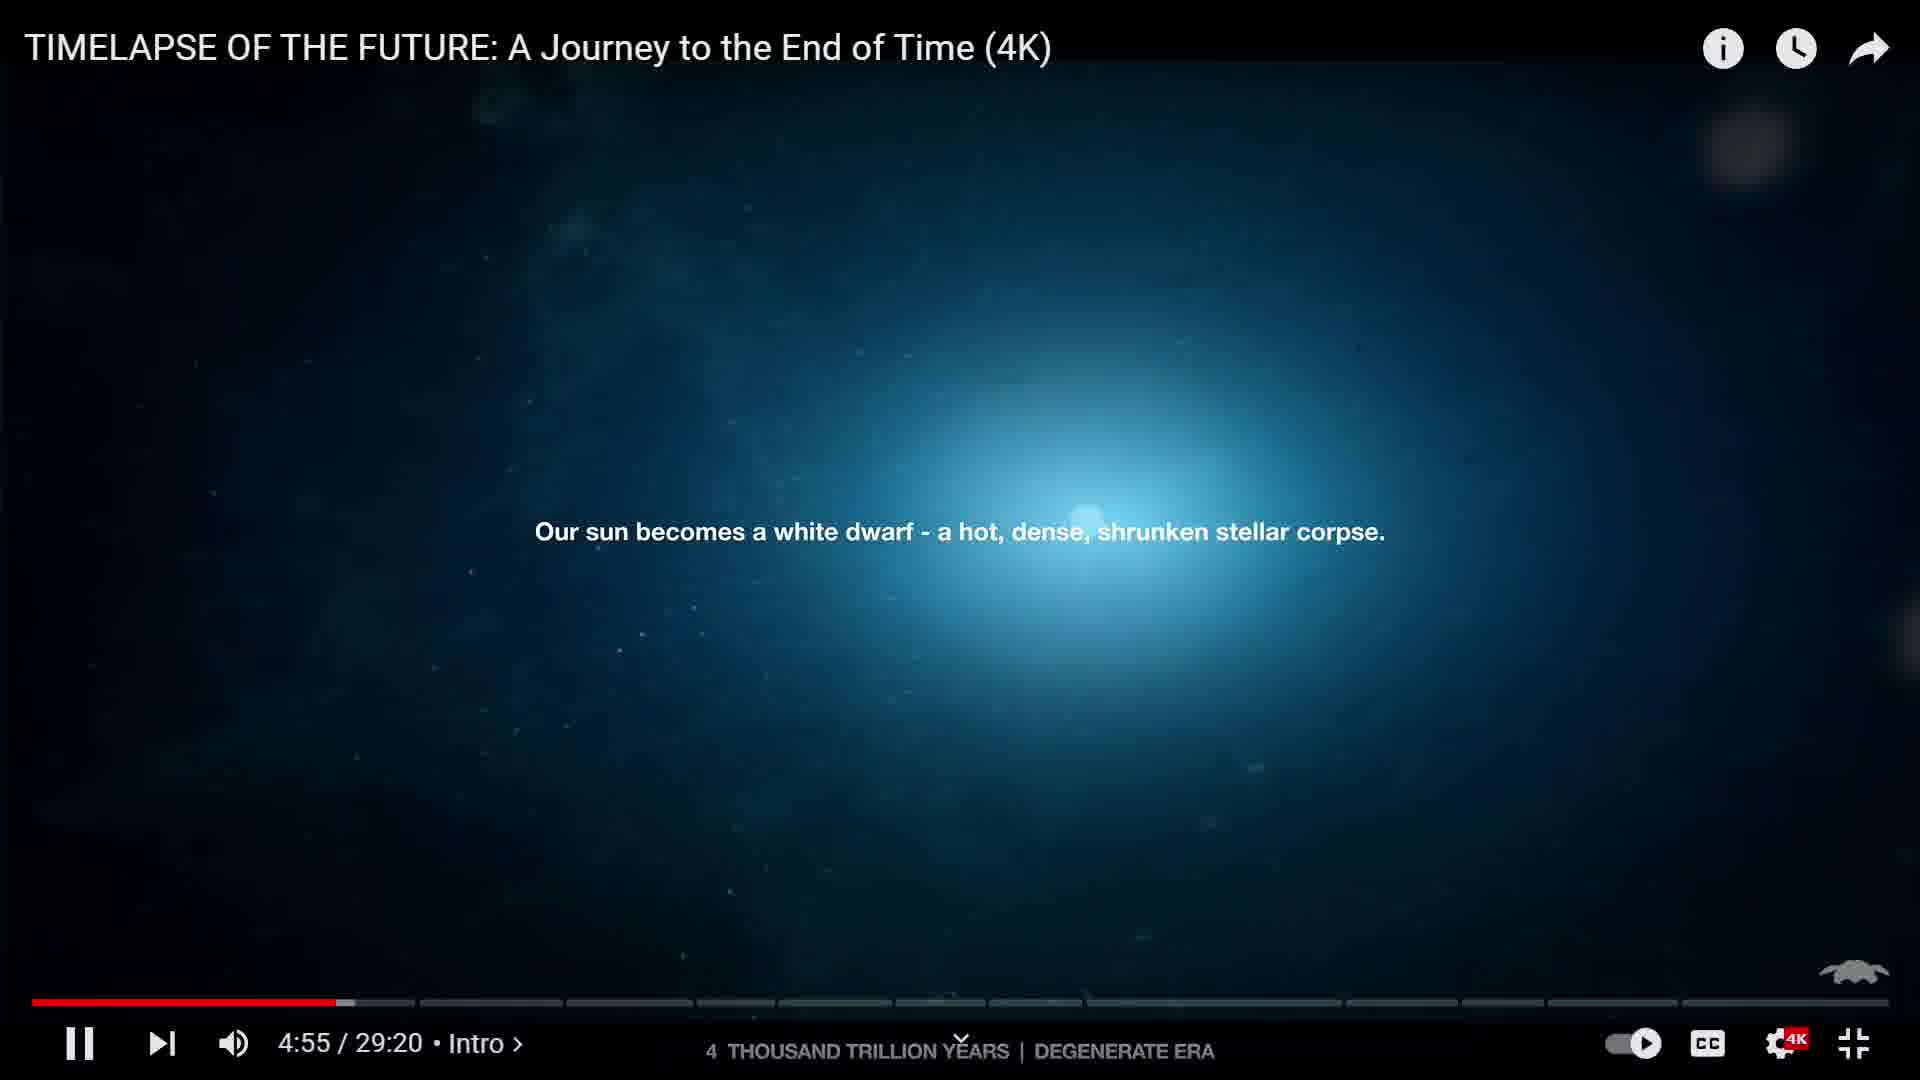 TIMELAPSE OF THE FUTURE: A Journey to the End of Time (4K)
Our sun becomes a white dwarf - a hot, dense, shrunken stellar corpse.
4:55 / 29:20 • Intro
4 THOUSAND TRILLION YEARS | DEGENERATE ERA
CC
4K